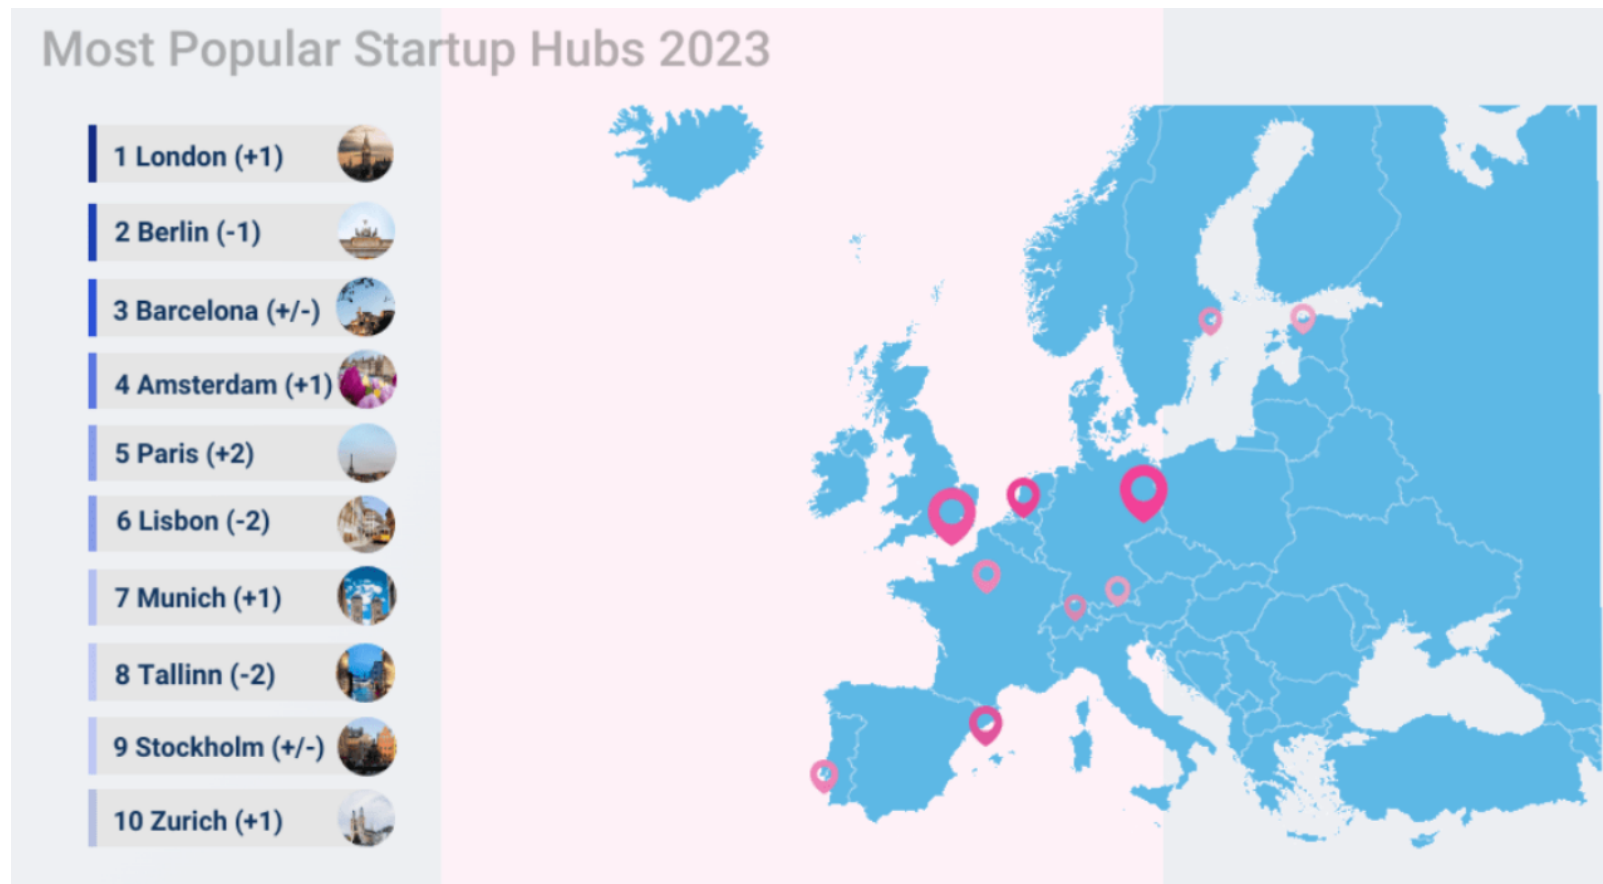 Most Popular Startup Hubs 2023
1 London (+1)
2 Berlin (-1)
3 Barcelona (+/-)
4 Amsterdam (+1)
5 Paris (+2)
6 Lisbon (-2)
7 Munich (+1)
8 Tallinn (-2)
9 Stockholm (+/-)
10 Zurich (+1)